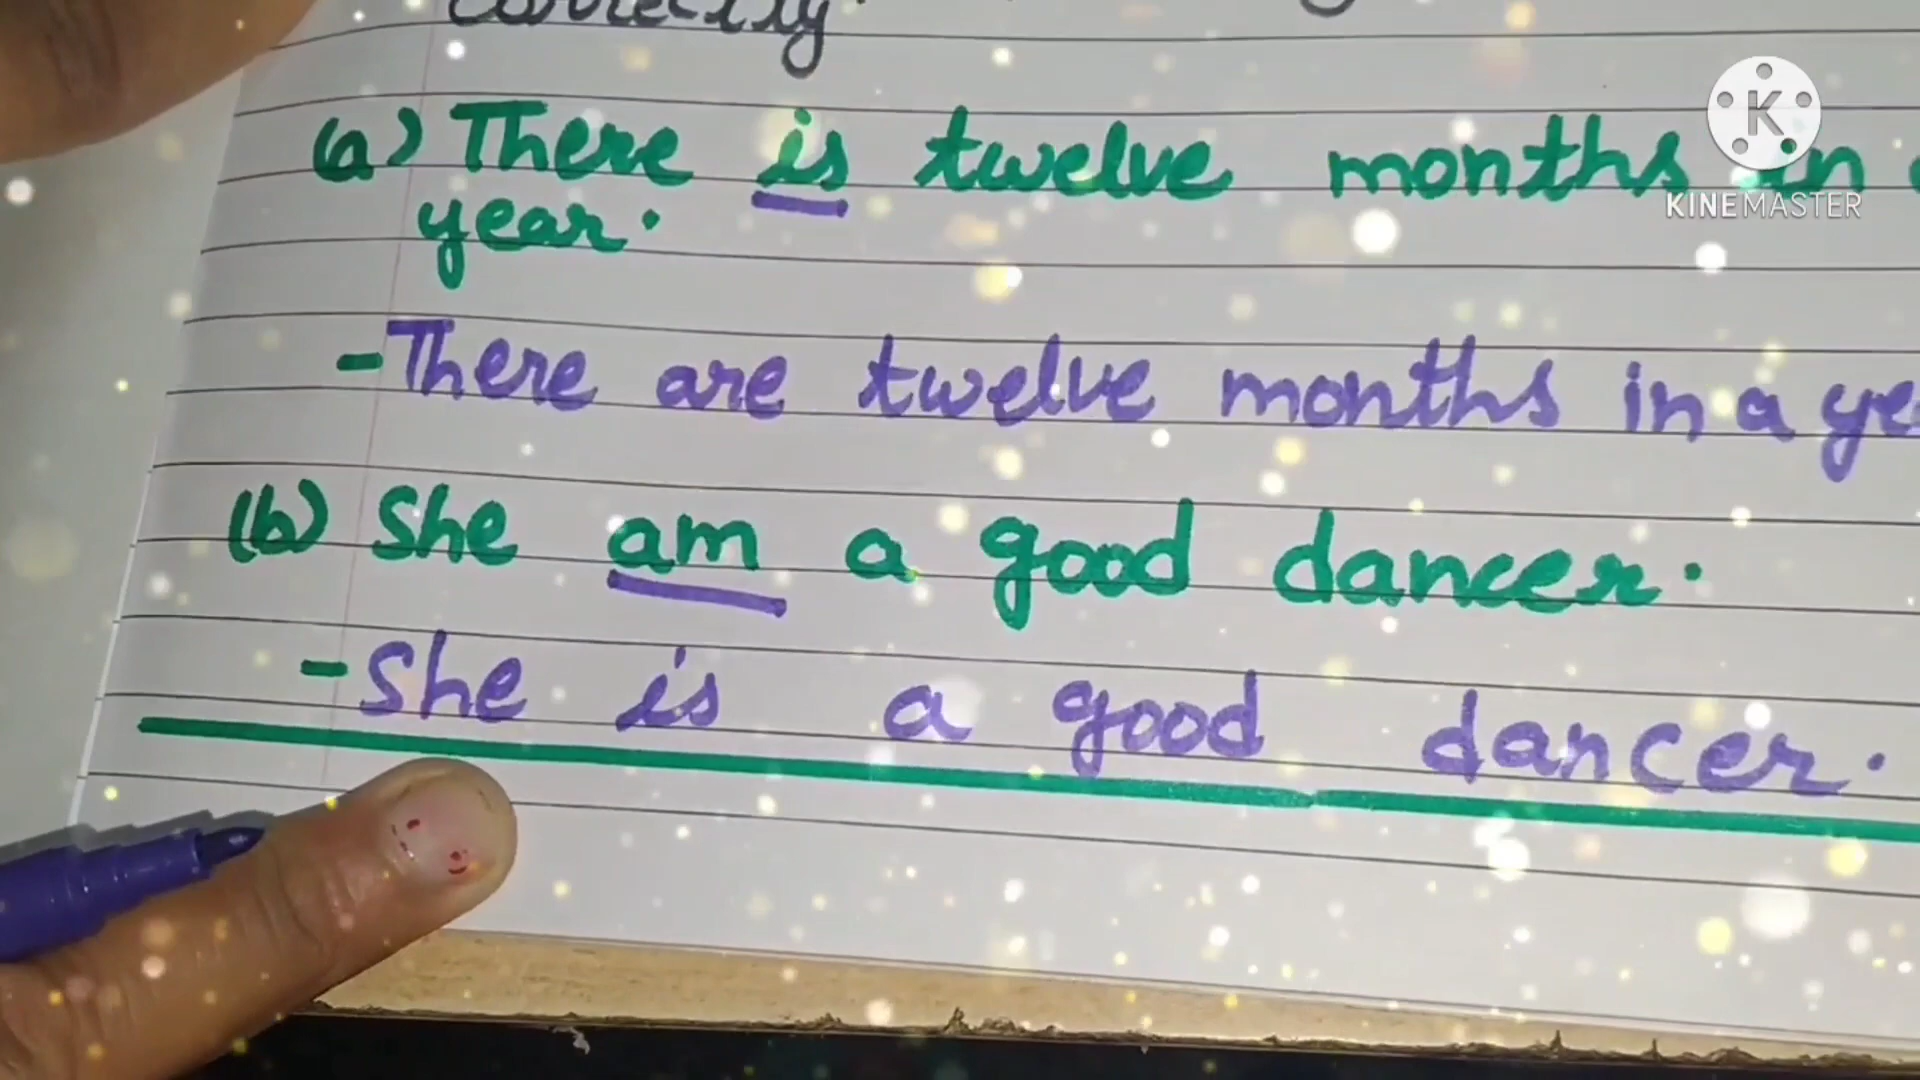 correctly.
(a) There is twelve months in
year.
- There are twelve months in a
(b) She am a good dancer.
- She is a good dancer.
K
KINEMASTER